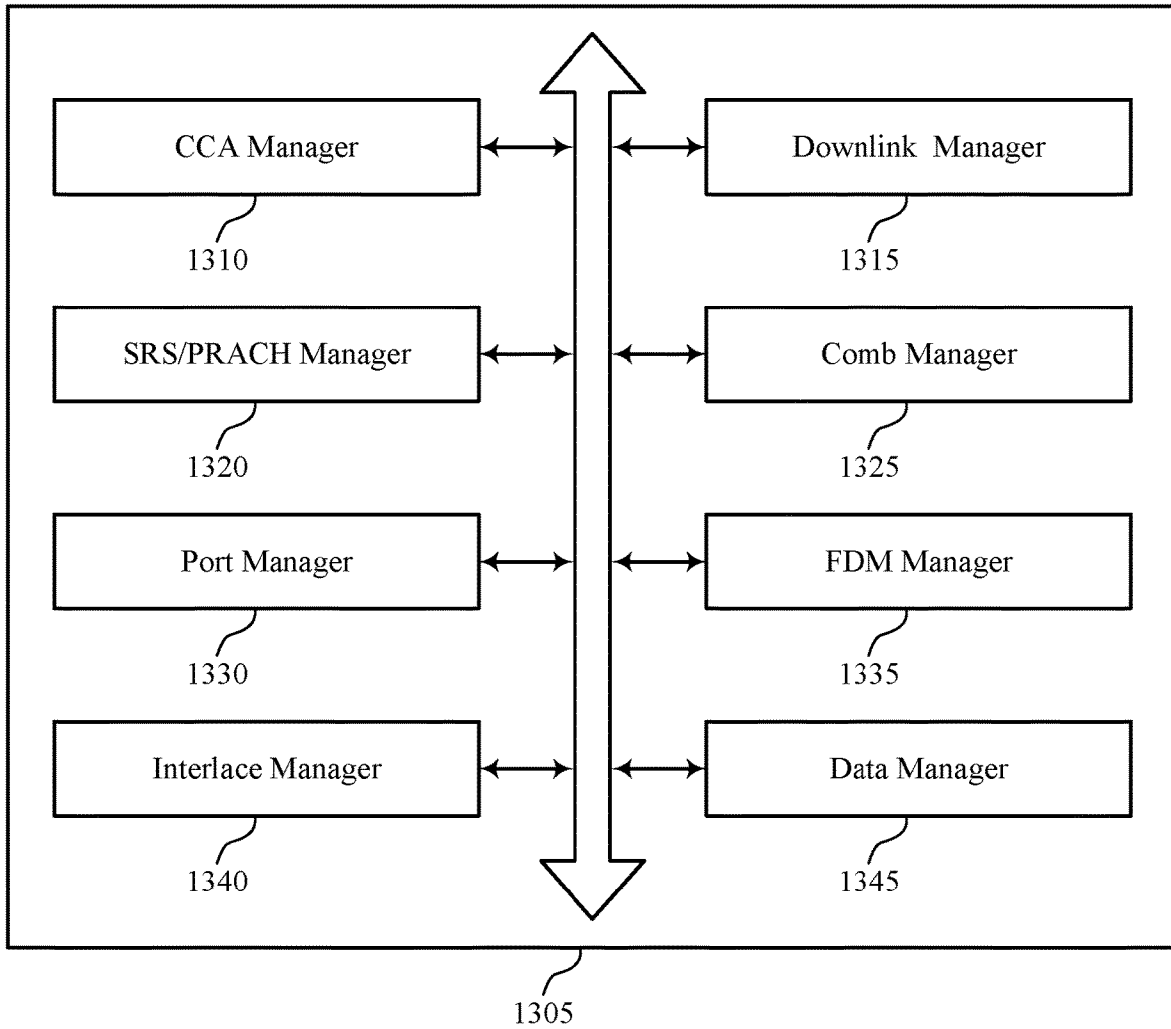 CCA Manager
Downlink Manager
1310
1315
SRS/PRACH Manager
Comb Manager
1320
1325
Port Manager
FDM Manager
1330
1335
Interlace Manager
Data Manager
1340
1345
1305